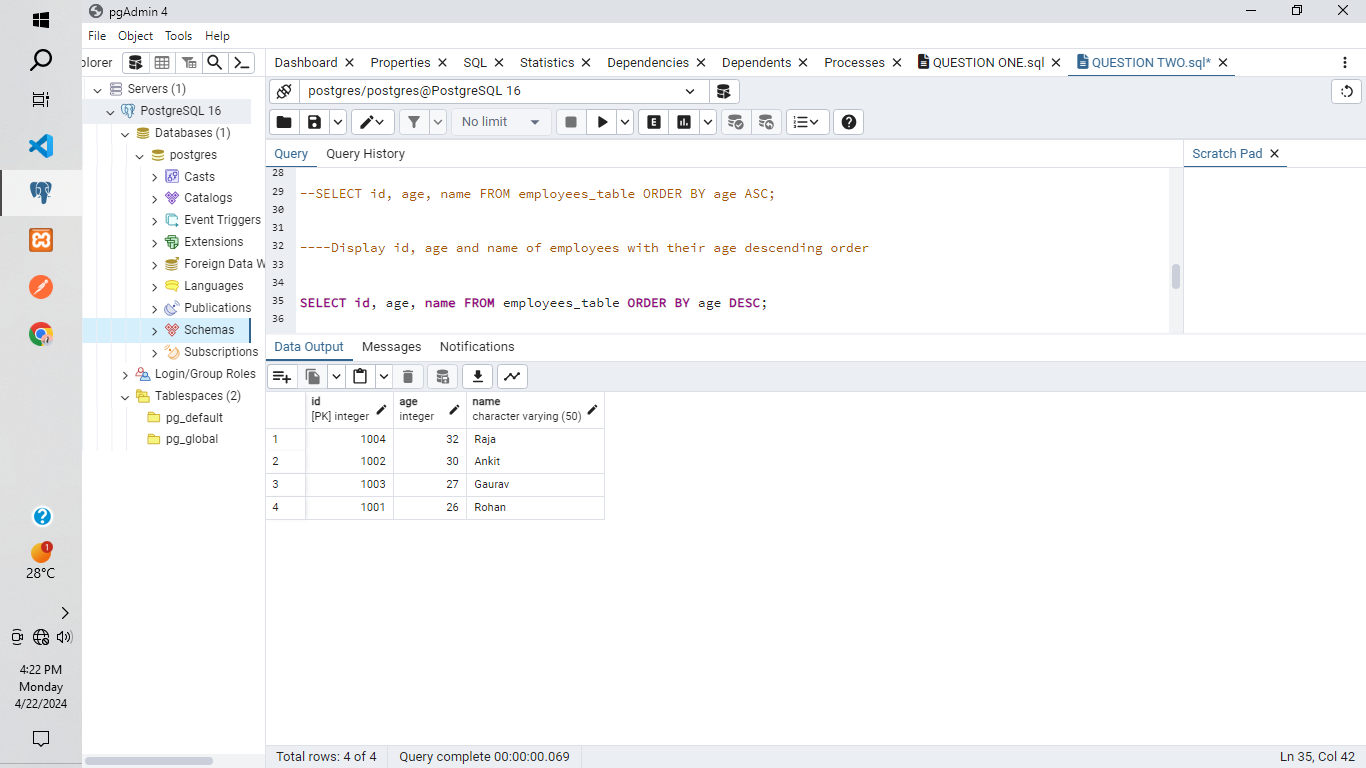 pgAdmin 4
File Object Tools Help
plorer
Dashboard Properties SQL Statistics Dependencies Dependents Processes QUESTION ONE.sql QUESTION TWO.sql*
Servers (1)
PostgreSQL 16
Databases (1)
postgres
Casts
Catalogs
Event Triggers
Extensions
Foreign Data W
Languages
Publications
Schemas
Subscriptions
Login/Group Roles
Tablespaces (2)
pg_default
pg_global
postgres/postgres@PostgreSQL 16
No limit
E
Query Query History
Scratch Pad
28
29 --SELECT id, age, name FROM employees_table ORDER BY age ASC;
30
31
32 ----Display id, age and name of employees with their age descending order
33
34
35 SELECT id, age, name FROM employees_table ORDER BY age DESC;
36
Data Output Messages Notifications
id age name
[PK] integer integer character varying (50)
1 1004 32 Raja
2 1002 30 Ankit
3 1003 27 Gaurav
4 1001 26 Rohan
Total rows: 4 of 4 Query complete 00:00:00.069 Ln 35, Col 42
1
28°C
4:22 PM
Monday
4/22/2024